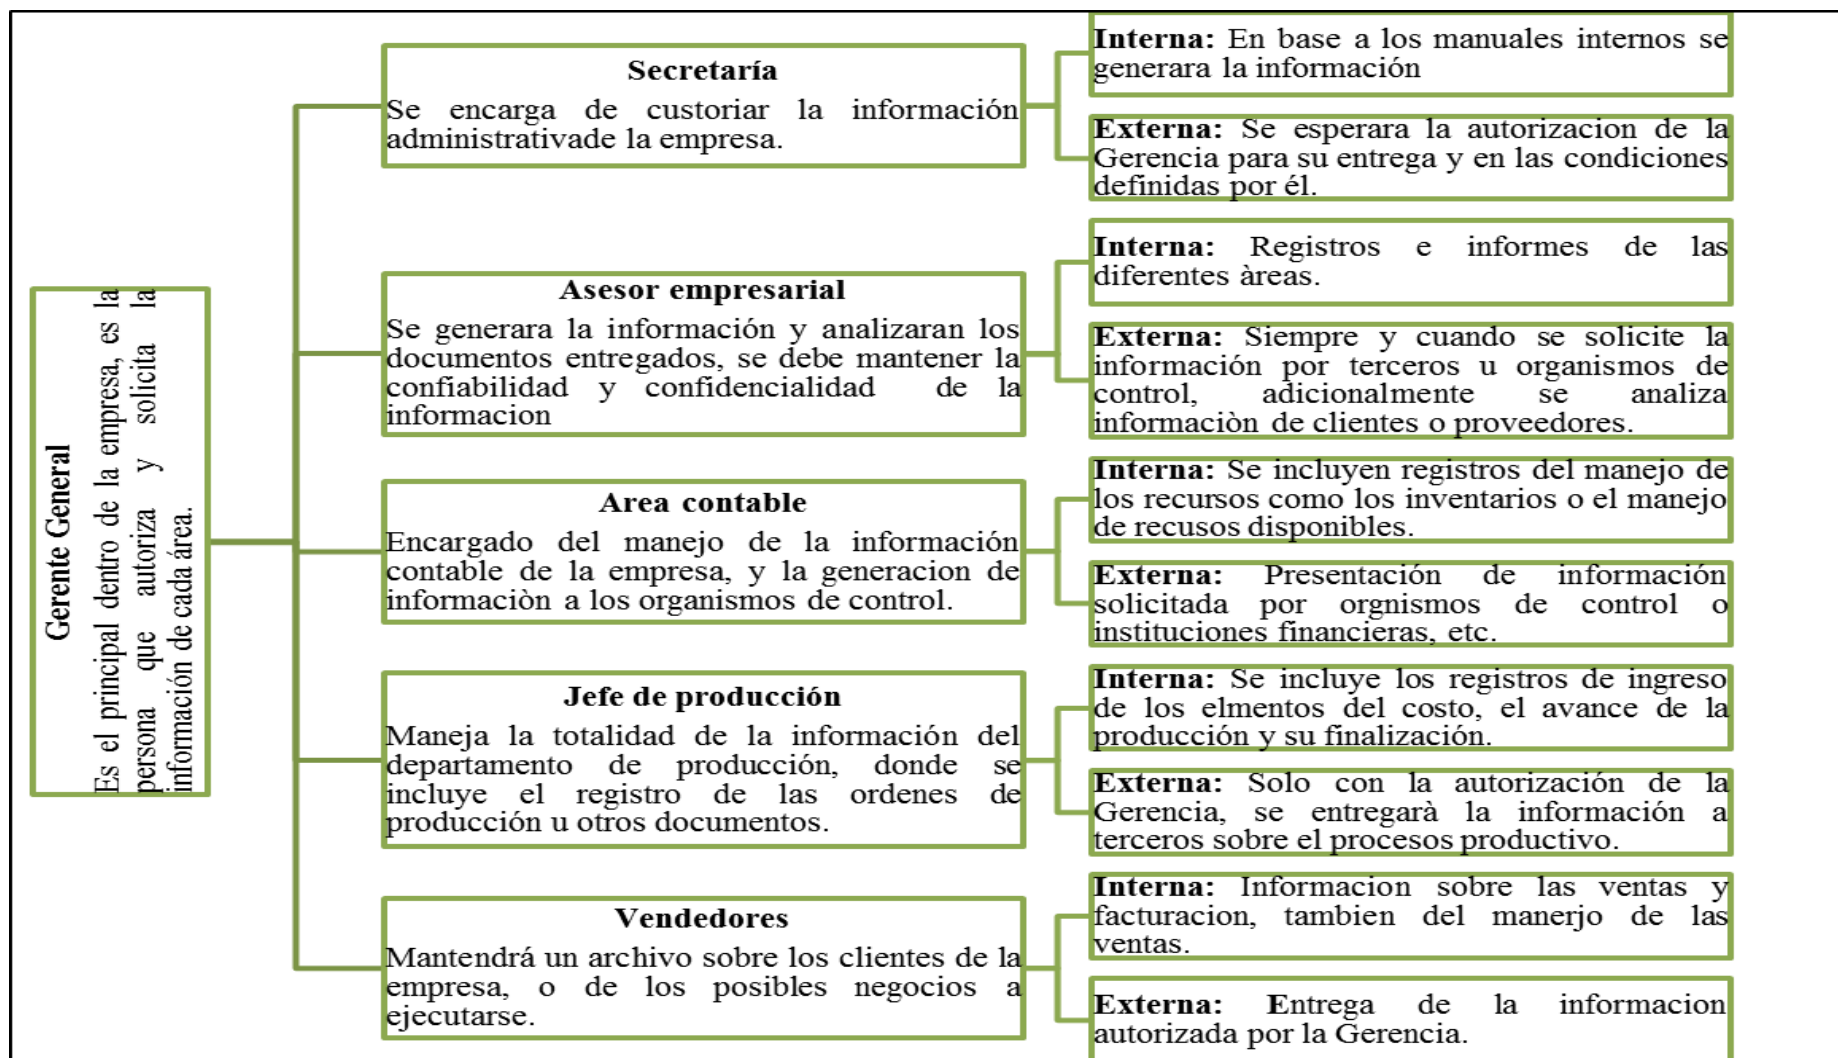 Gerente General
Es el principal dentro de la empresa, es la
persona que autoriza y solicita la
información de cada área.
Secretaría
Se encarga de custoriar la información
administrativade la empresa.
Interna: En base a los manuales internos se
generara la información
Externa: Se esperara la autorizacion de la
Gerencia para su entrega y en las condiciones
definidas por él.
Asesor empresarial
Se generara la información y analizaran los
documentos entregados, se debe mantener la
confiabilidad y confidencialidad de la
informacion
Interna: Registros e informes de las
diferentes àreas.
Externa: Siempre y cuando se solicite la
información por terceros u organismos de
control, adicionalmente se analiza
informaciòn de clientes o proveedores.
Area contable
Encargado del manejo de la información
contable de la empresa, y la generacion de
informaciòn a los organismos de control.
Interna: Se incluyen registros del manejo de
los recursos como los inventarios o el manejo
de recusos disponibles.
Externa: Presentación de información
solicitada por orgnismos de control o
instituciones financieras, etc.
Jefe de producción
Maneja la totalidad de la información del
departamento de producción, donde se
incluye el registro de las ordenes de
producción u otros documentos.
Interna: Se incluye los registros de ingreso
de los elmentos del costo, el avance de la
producción y su finalización.
Externa: Solo con la autorización de la
Gerencia, se entregarà la información a
terceros sobre el procesos productivo.
Vendedores
Mantendrá un archivo sobre los clientes de la
empresa, o de los posibles negocios a
ejecutarse.
Interna: Informacion sobre las ventas y
facturacion, tambien del manerjo de las
ventas.
Externa: Entrega de la informacion
autorizada por la Gerencia.